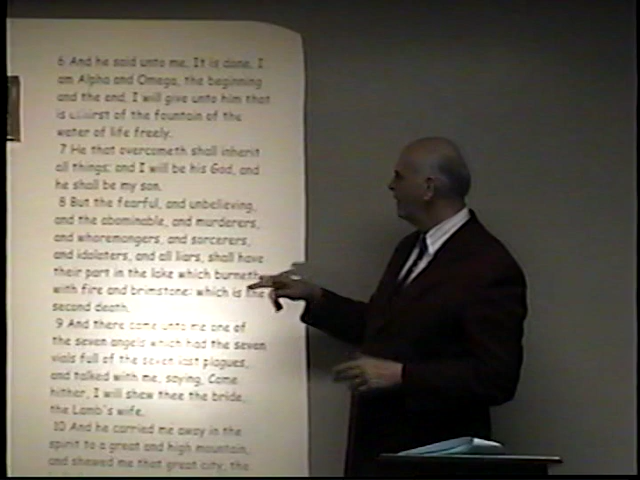 6 And he said unto me, It is done. I
am Alpha and Omega, the beginning
and the end. I will give unto him that
is of the fountain of the
water of life freely.
7 He that overcometh shall inherit
all things; and I will be his God, and
he shall be my son.
8 But the fearful, and unbelieving,
and the abominable, and murderers,
and whoremongers, and sorcerers,
and idolaters, and all liars, shall have
their part in the lake which burneth
with fire and brimstone: which is the
second death.
9 And there came unto me one of
the seven angels which had the seven
vials full of the seven last plagues,
and talked with me, saying, Come
hither, I will shew thee the bride,
the Lamb's wife.
10 And he carried me away in the
spirit to a great and high mountain,
and shewed me that great city, the